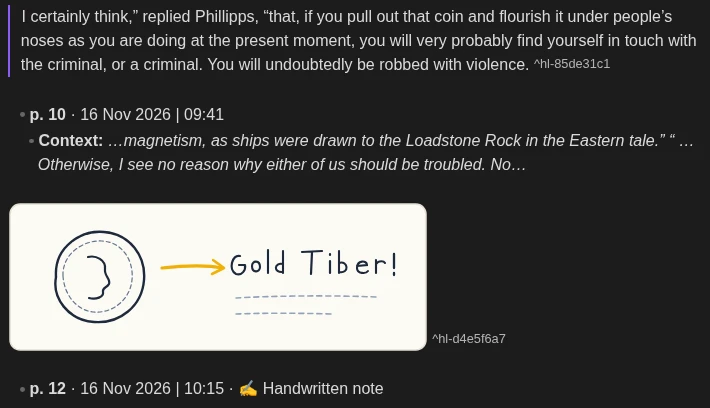 I certainly think,” replied Phillipps, “that, if you pull out that coin and flourish it under people’s
noses as you are doing at the present moment, you will very probably find yourself in touch with
the criminal, or a criminal. You will undoubtedly be robbed with violence. ^hl-85de31c1
• p. 10 · 16 Nov 2026 | 09:41
• Context: …magnetism, as ships were drawn to the Loadstone Rock in the Eastern tale.” “ …
Otherwise, I see no reason why either of us should be troubled. No…
Gold Tiber!
^hl-d4e5f6a7
• p. 12 · 16 Nov 2026 | 10:15 · ✍️ Handwritten note